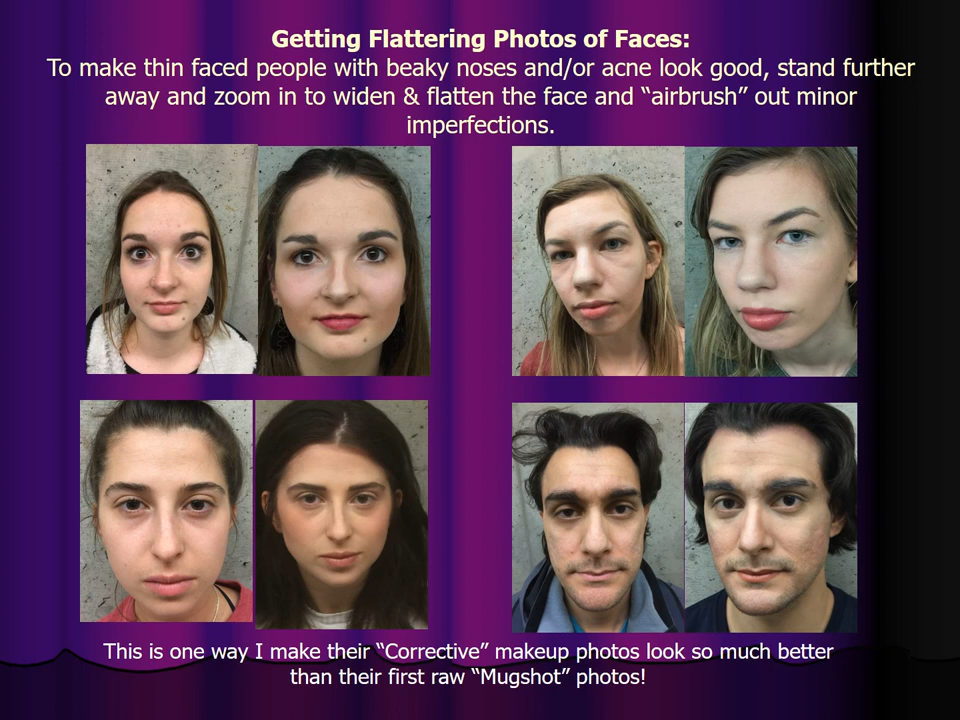 Getting Flattering Photos of Faces:
To make thin faced people with beaky noses and/or acne look good, stand further
away and zoom in to widen & flatten the face and “airbrush” out minor
imperfections.
This is one way I make their “Corrective” makeup photos look so much better
than their first raw “Mugshot” photos!